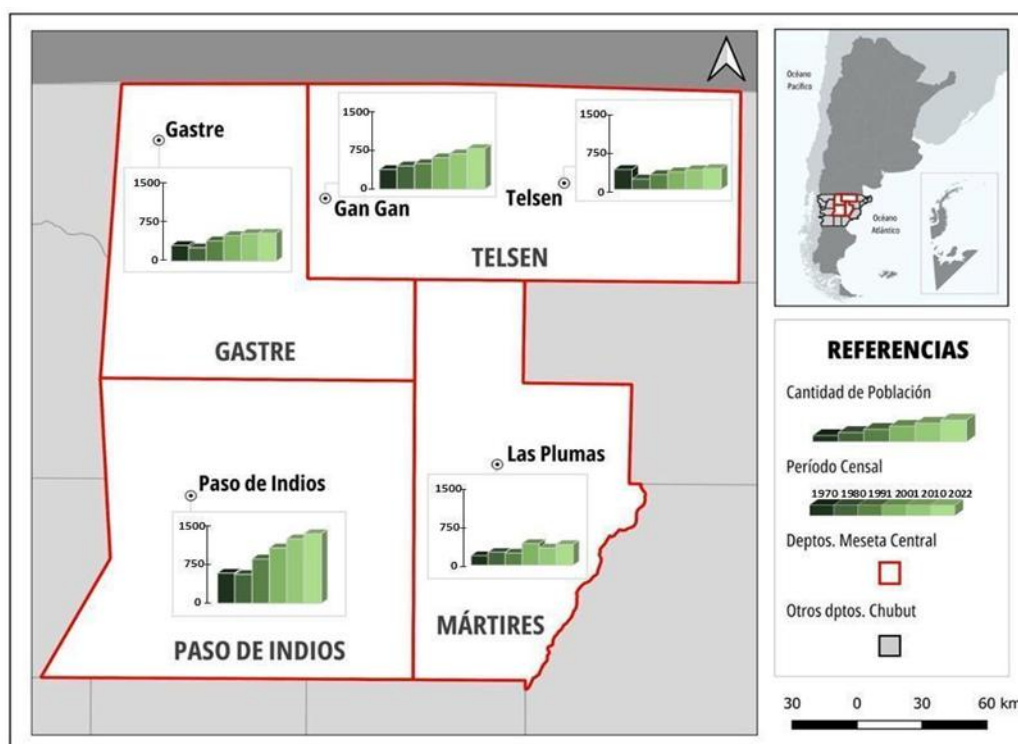 Gastre
1500
750
0
1500
750
0
Gan Gan
1500
750
0
Telsen
TELSEN
GASTRE
Paso de Indios
1500
750
0
PASO DE INDIOS
Las Plumas
1500
750
0
MÁRTIRES
Océano
Pacífico
Océano
Atlántico
REFERENCIAS
Cantidad de Población
Período Censal
1970 1980 1991 2001 2010 2022
Deptos. Meseta Central
Otros dptos. Chubut
30 0 30 60 km